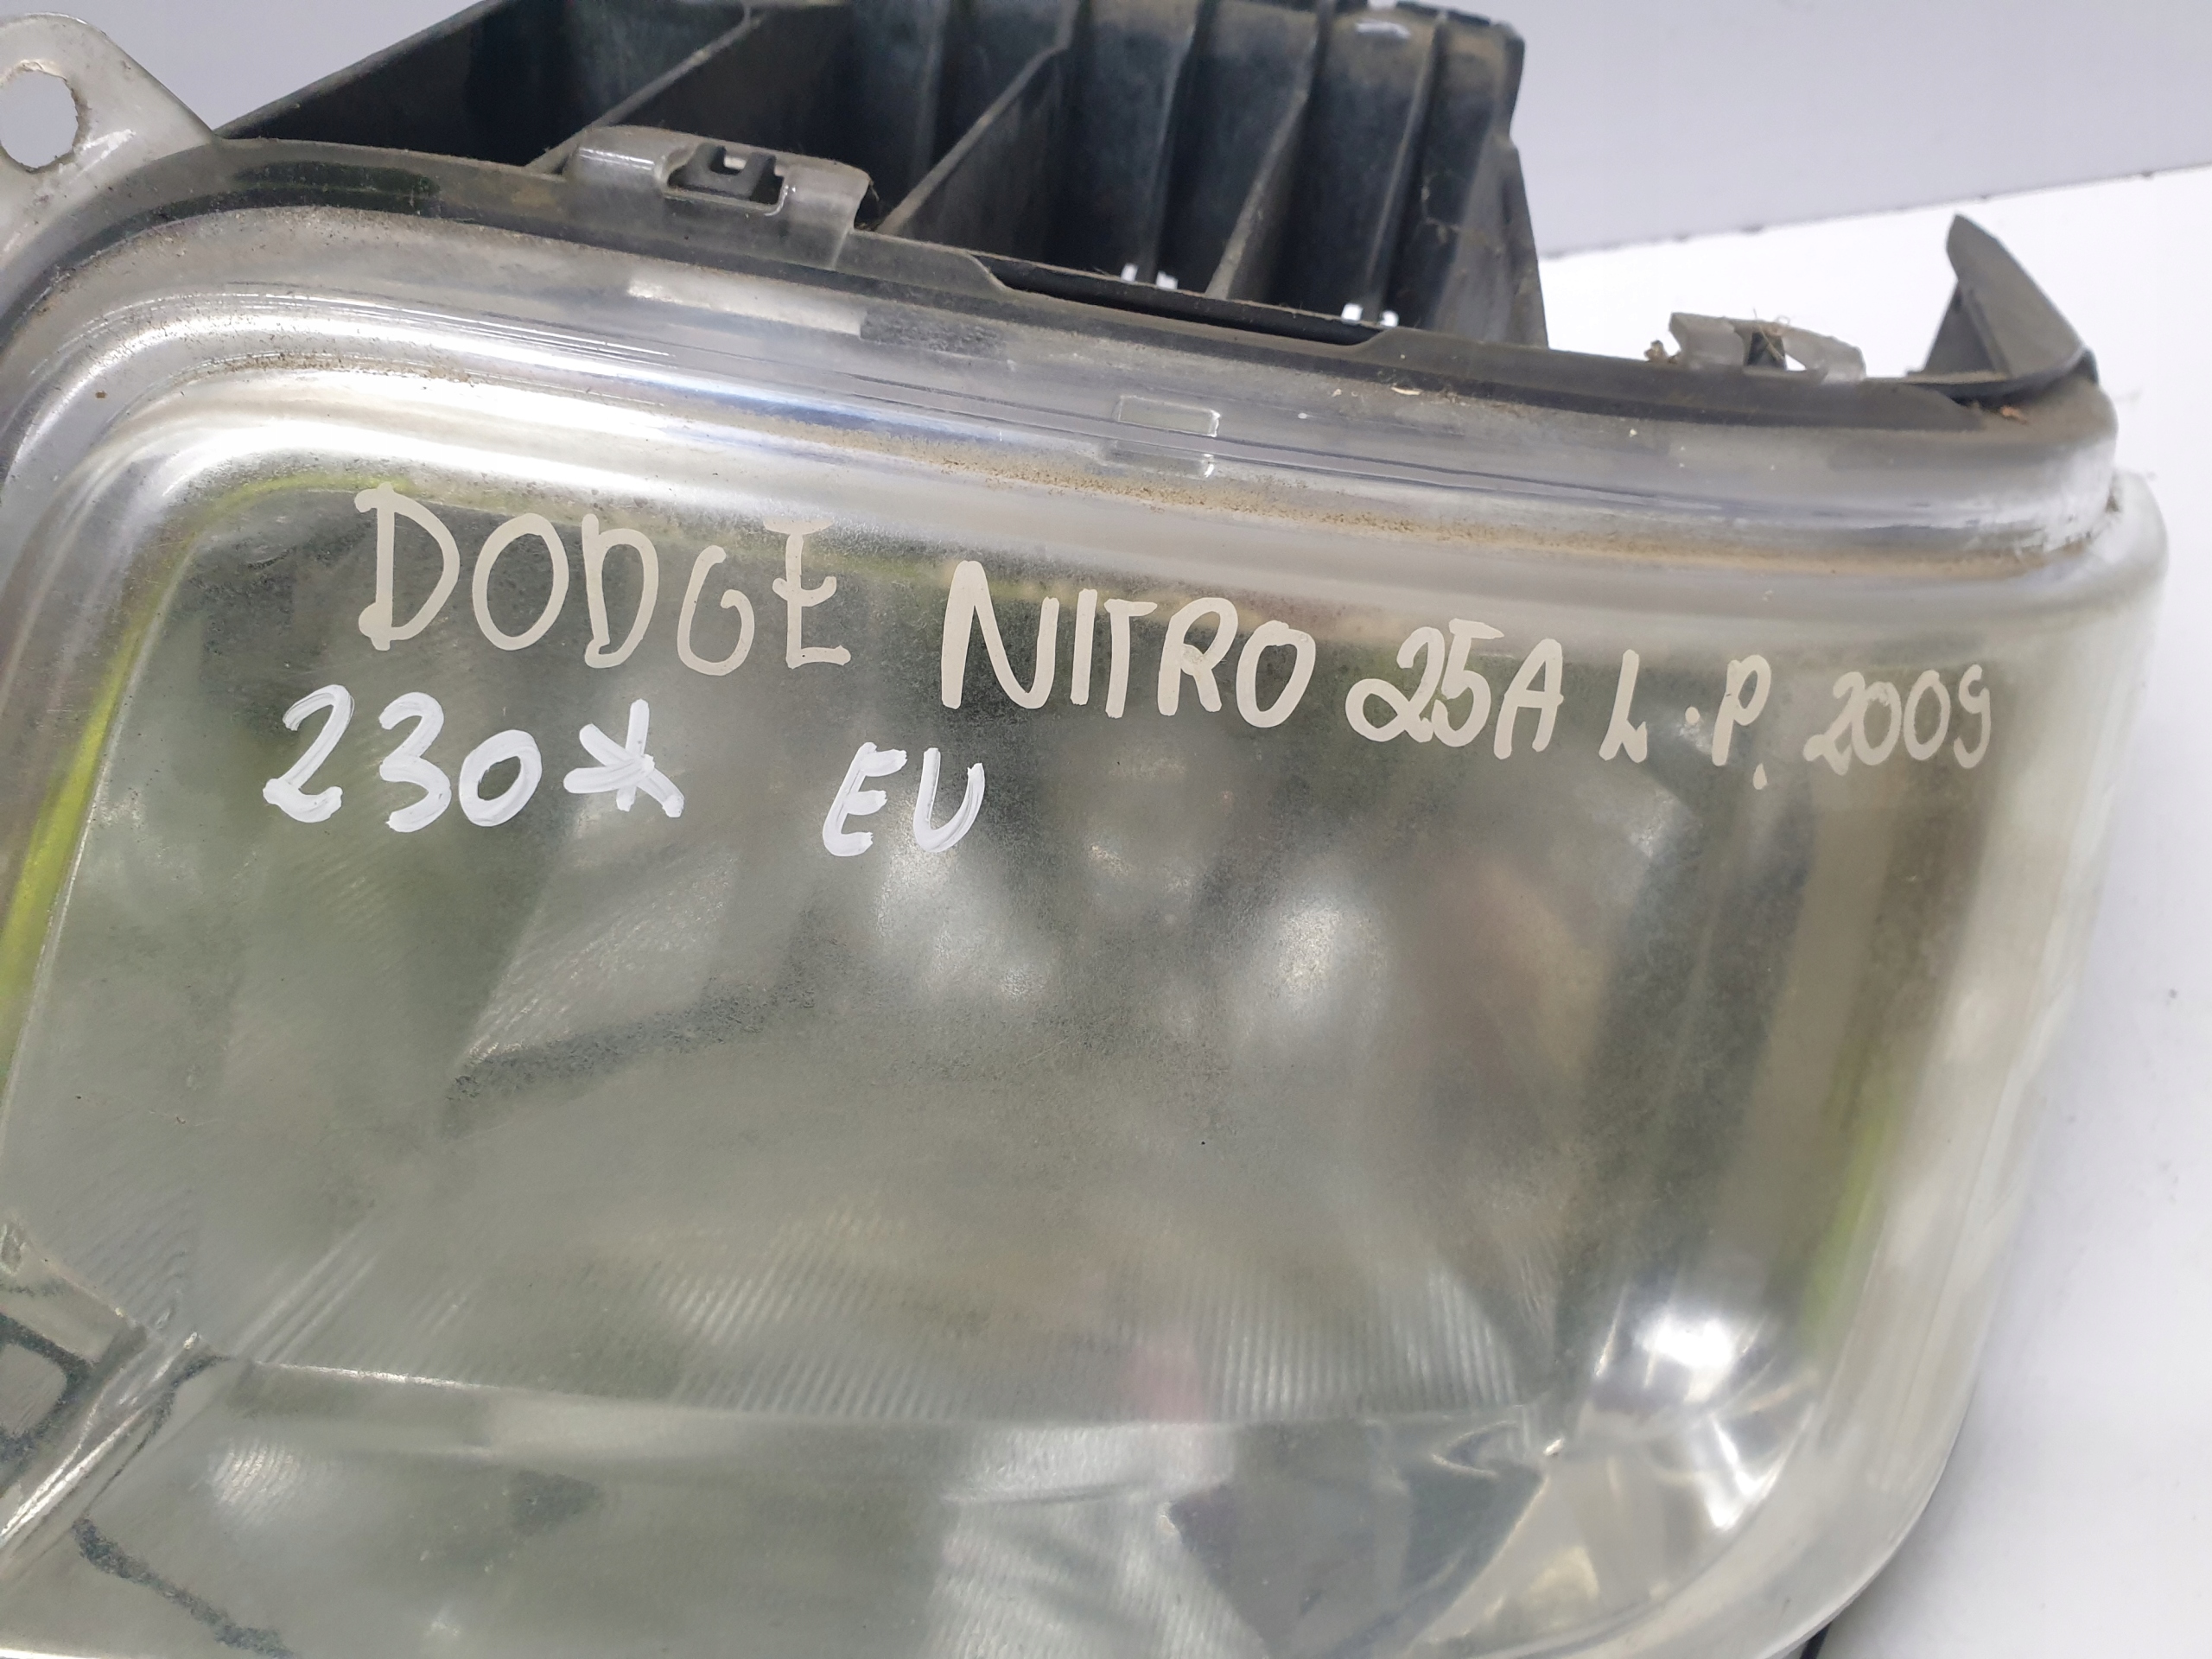 DODGE NITRO 25A L.P. 2009
230* EU